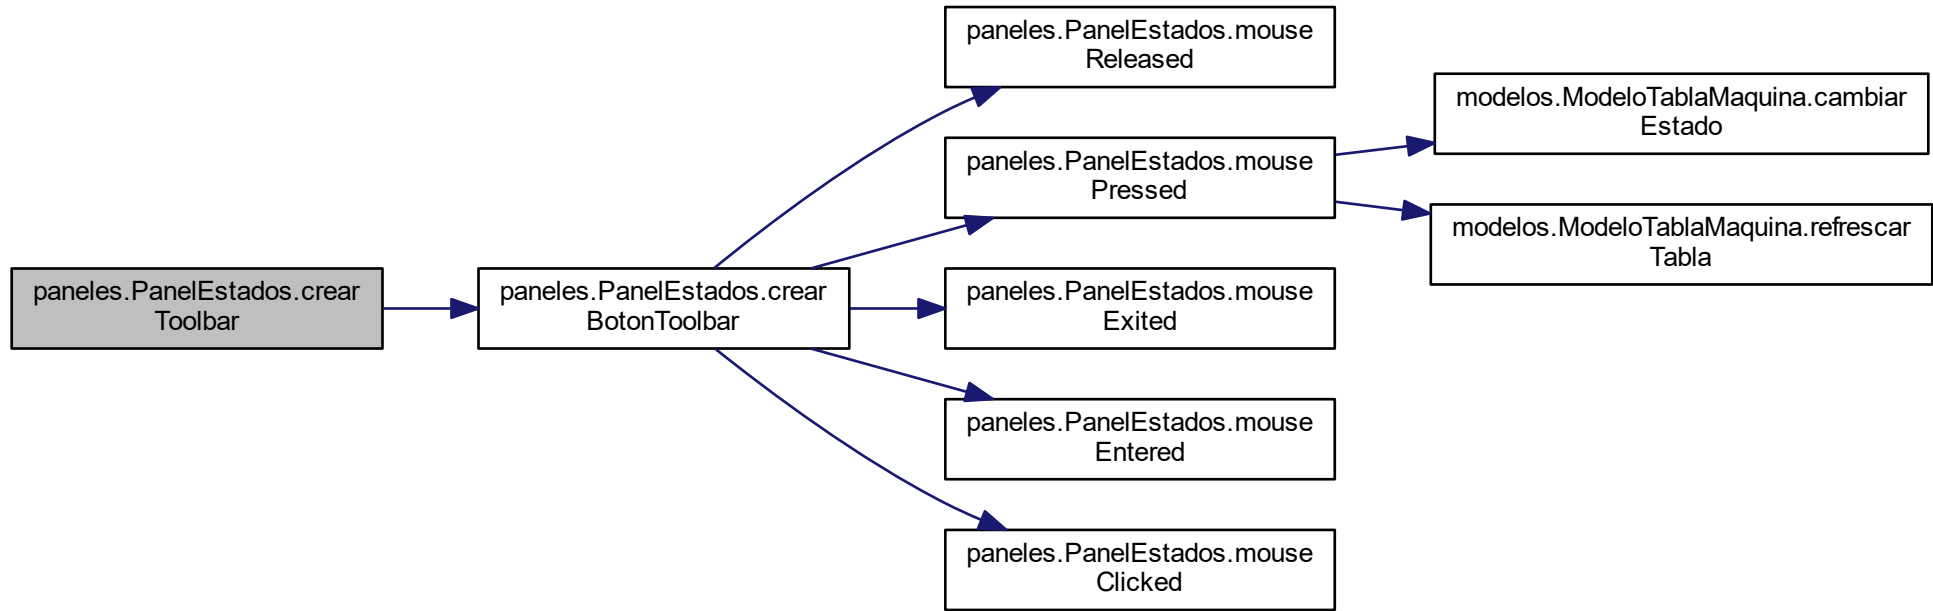 paneles.PanelEstados.crear
Toolbar
paneles.PanelEstados.crear
BotonToolbar
paneles.PanelEstados.mouse
Released
paneles.PanelEstados.mouse
Pressed
paneles.PanelEstados.mouse
Exited
paneles.PanelEstados.mouse
Entered
paneles.PanelEstados.mouse
Clicked
modelos.ModeloTablaMaquina.cambiar
Estado
modelos.ModeloTablaMaquina.refrescar
Tabla